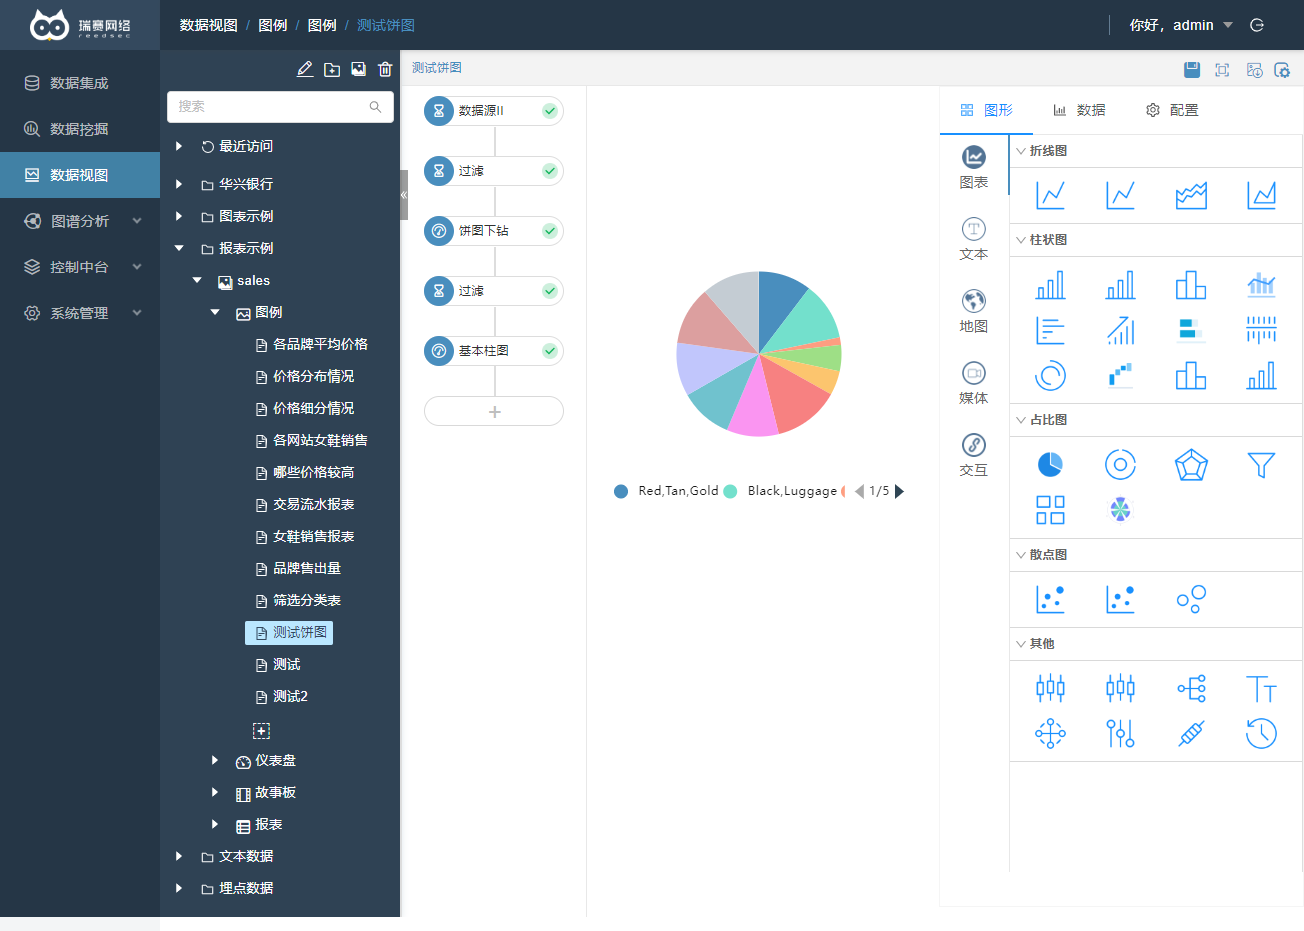 瑞赛网络
reedsec
数据视图 / 图例 / 图例 / 测试饼图
你好，admin
数据集成
数据挖掘
数据视图
图谱分析
控制中台
系统管理
搜索
最近访问
华兴银行
图表示例
报表示例
sales
图例
各品牌平均价格
价格分布情况
价格细分情况
各网站女鞋销售
哪些价格较高
交易流水报表
女鞋销售报表
品牌售出量
筛选分类表
测试饼图
测试
测试2
仪表盘
故事板
报表
文本数据
埋点数据
«
测试饼图
数据源II
过滤
饼图下钻
过滤
基本柱图
+
Red,Tan,Gold Black,Luggage 1/5
图形 数据 配置
图表
文本
地图
媒体
交互
折线图
柱状图
占比图
散点图
其他